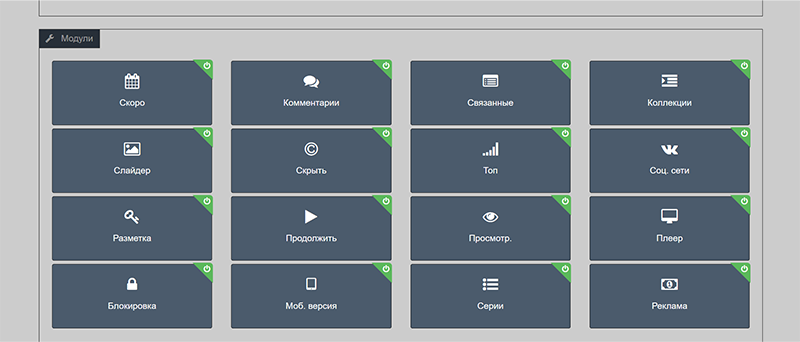 Модули
Скоро
Комментарии
Связанные
Коллекции
Слайдер
Скрыть
Топ
Соц. сети
Разметка
Продолжить
Просмотр.
Плеер
Блокировка
Моб. версия
Серии
Реклама